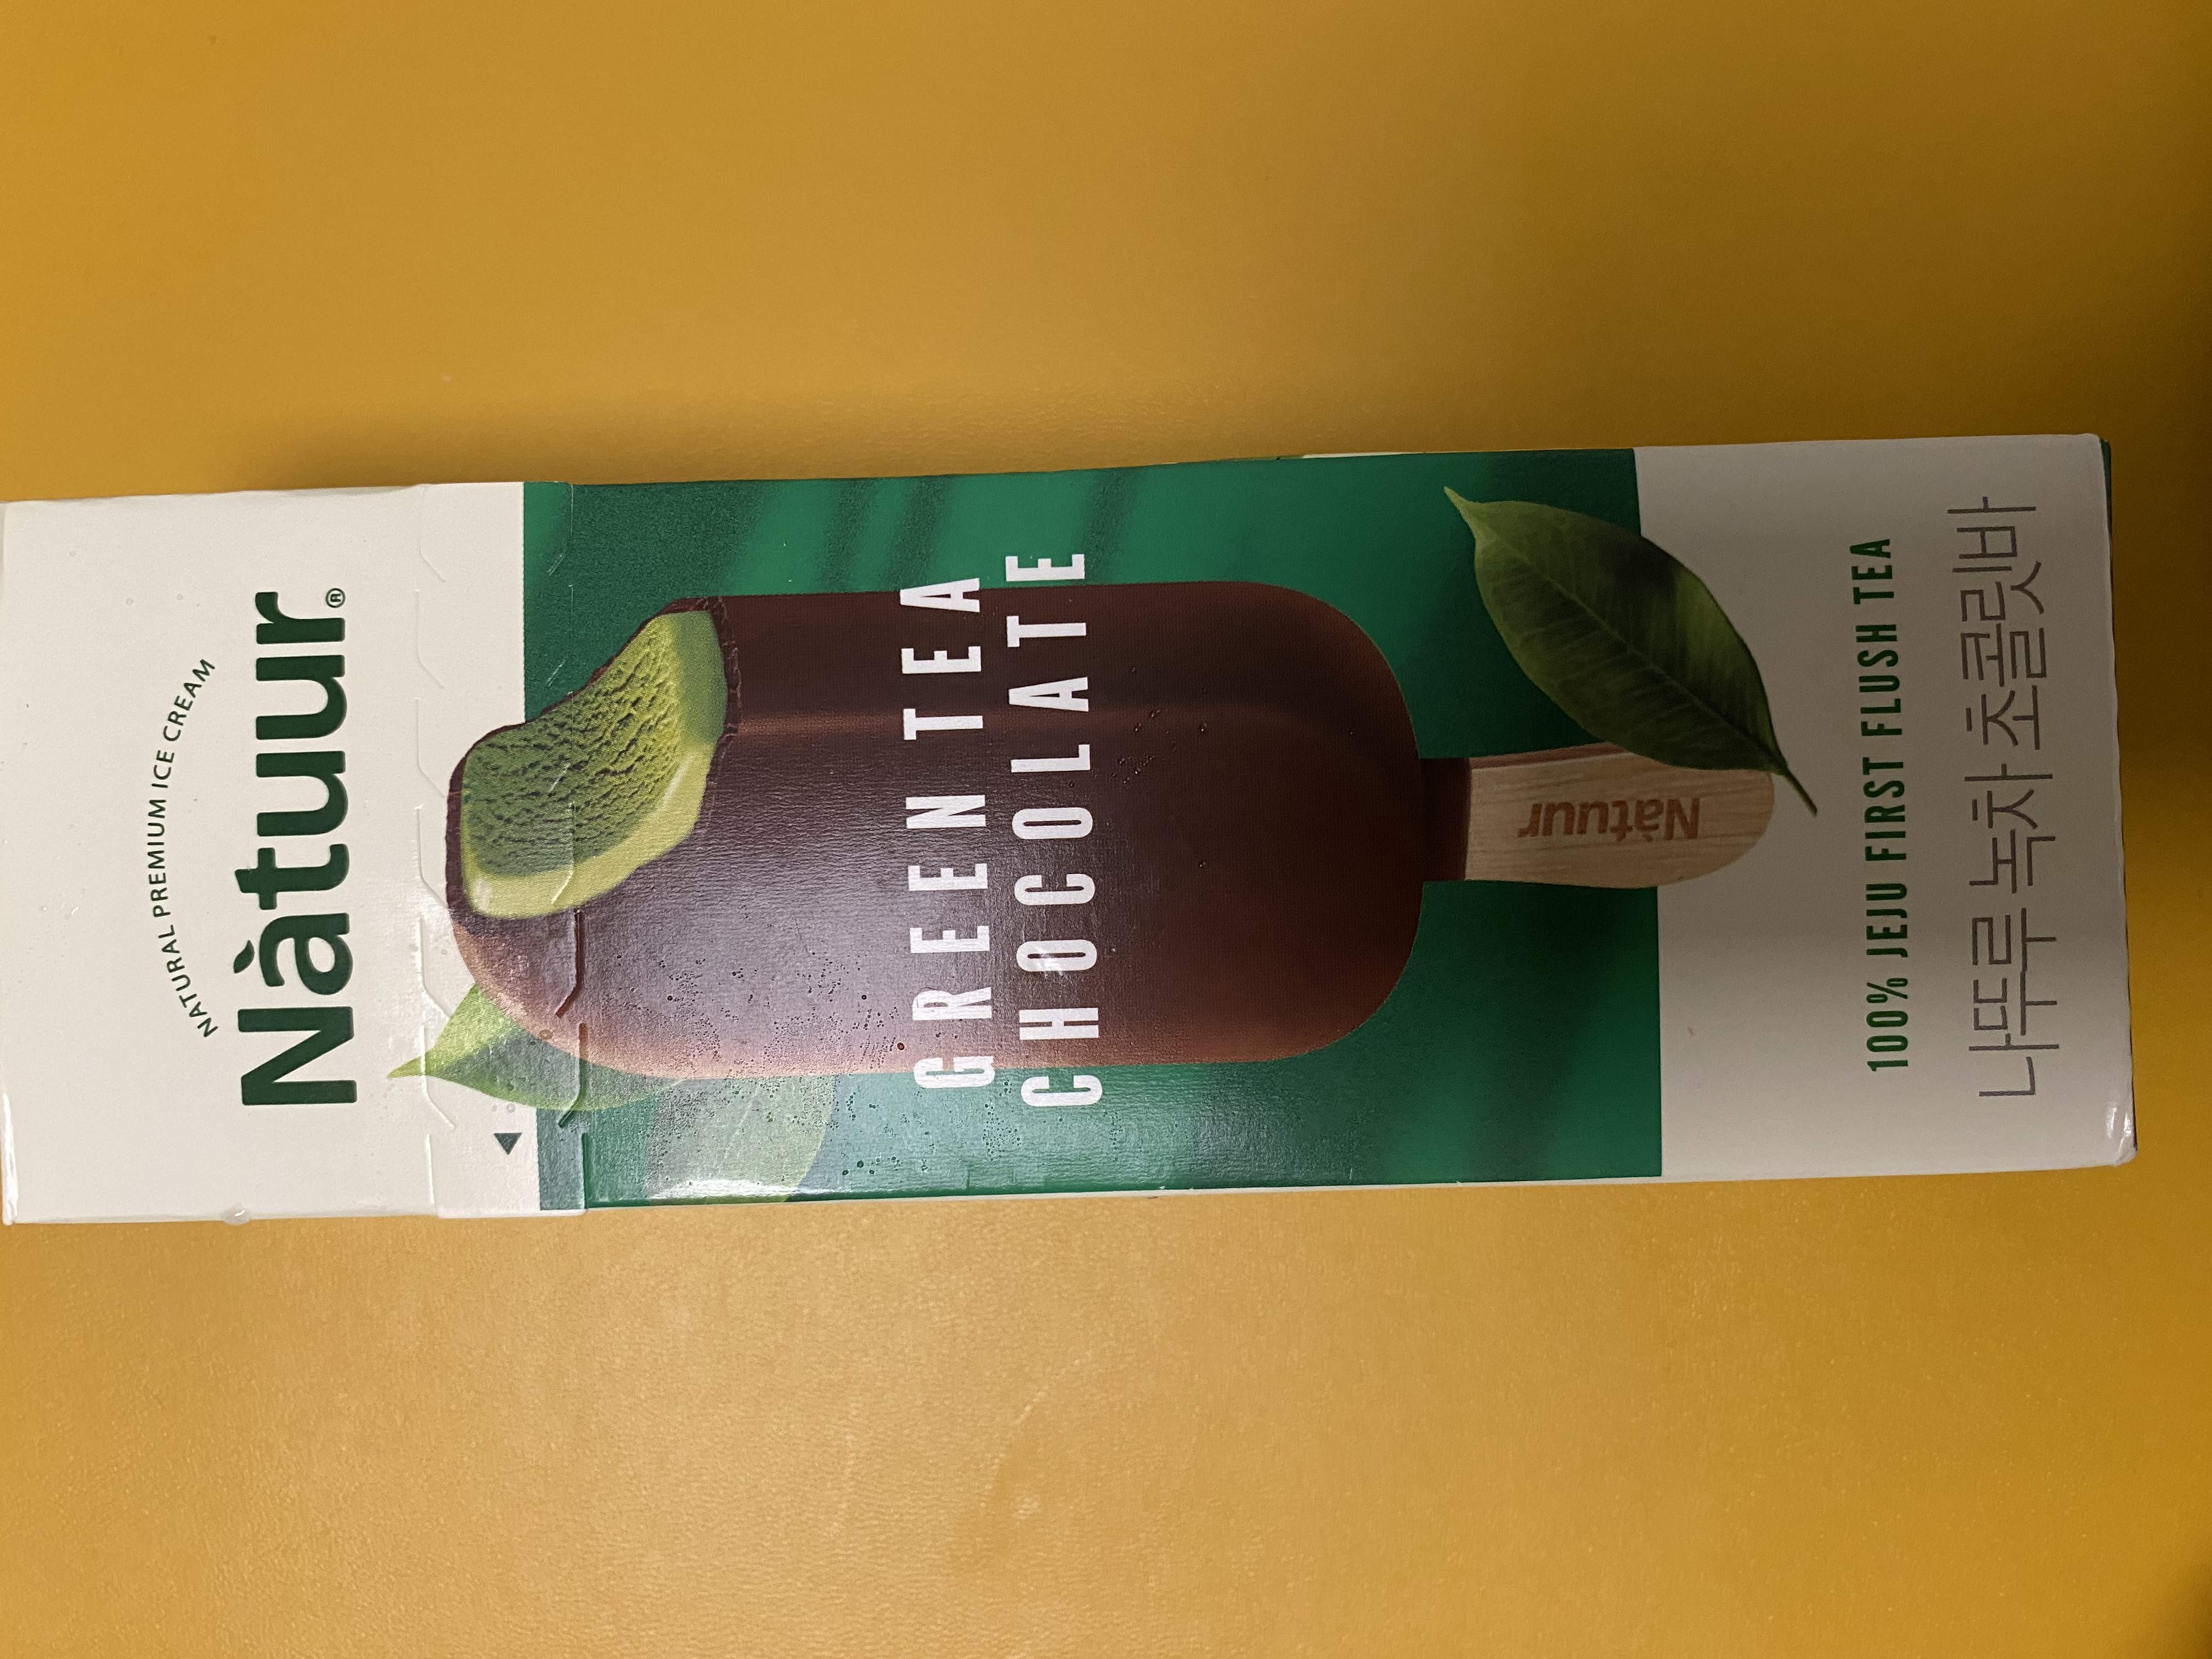 NATURAL PREMIUM ICE CREAM
Nàtuur®
GREEN TEA
CHOCOLATE
Nàtuur
100% JEJU FIRST FLUSH TEA
나뚜루 녹차 초콜릿바